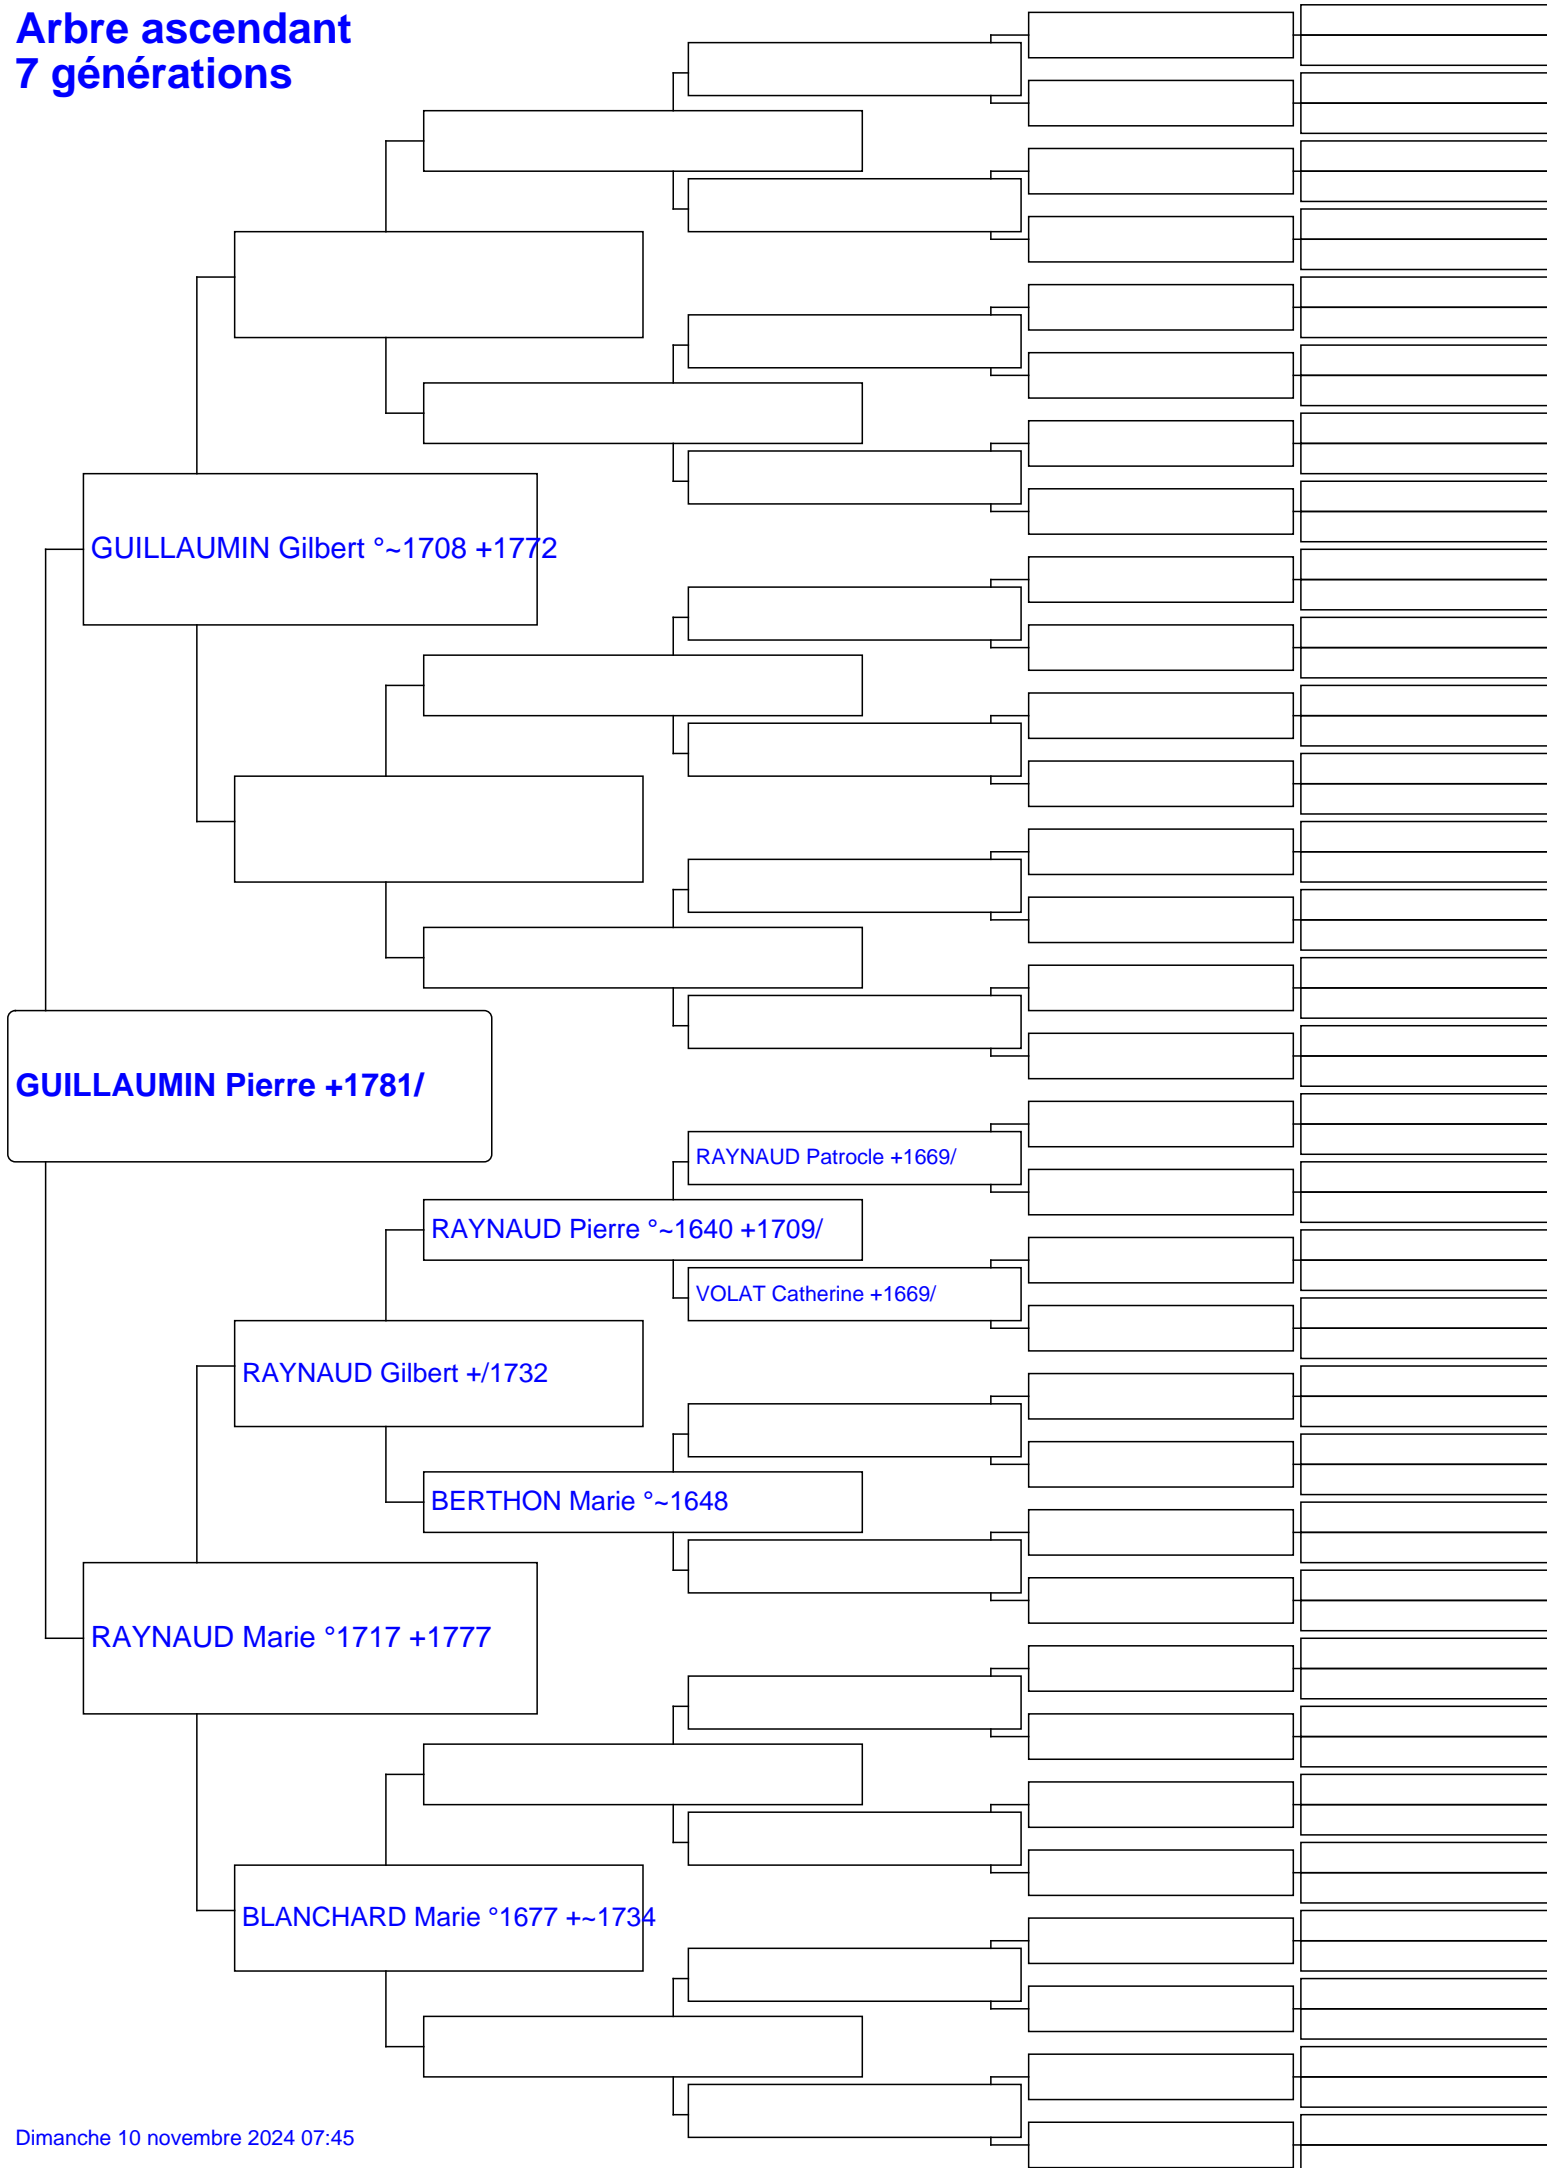 Arbre ascendant
7 générations
GUILLAUMIN Gilbert °~1708 +1772
GUILLAUMIN Pierre +1781/
RAYNAUD Patrocle +1669/
RAYNAUD Pierre °~1640 +1709/
VOLAT Catherine +1669/
RAYNAUD Gilbert +/1732
BERTHON Marie °~1648
RAYNAUD Marie °1717 +1777
BLANCHARD Marie °1677 +~1734
Dimanche 10 novembre 2024 07:45